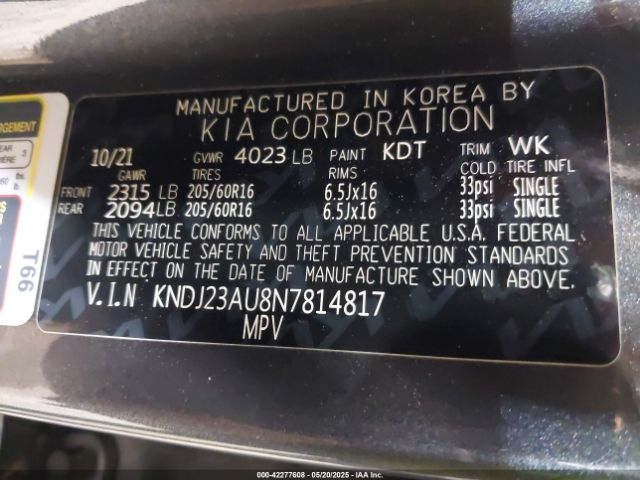 MANUFACTURED IN KOREA BY
KIA CORPORATION
10/21 GVWR 4023 LB PAINT KDT TRIM WK
GAWR TIRES RIMS COLD TIRE INFL
FRONT 2315 LB 205/60R16 6.5Jx16 33psi SINGLE
REAR 2094 LB 205/60R16 6.5Jx16 33psi SINGLE
THIS VEHICLE CONFORMS TO ALL APPLICABLE U.S.A. FEDERAL
MOTOR VEHICLE SAFETY AND THEFT PREVENTION STANDARDS
IN EFFECT ON THE DATE OF MANUFACTURE SHOWN ABOVE.
V.I.N KNDJ23AU8N7814817
MPV
T66
000-42277608 - 05/20/2025 - IAA Inc.